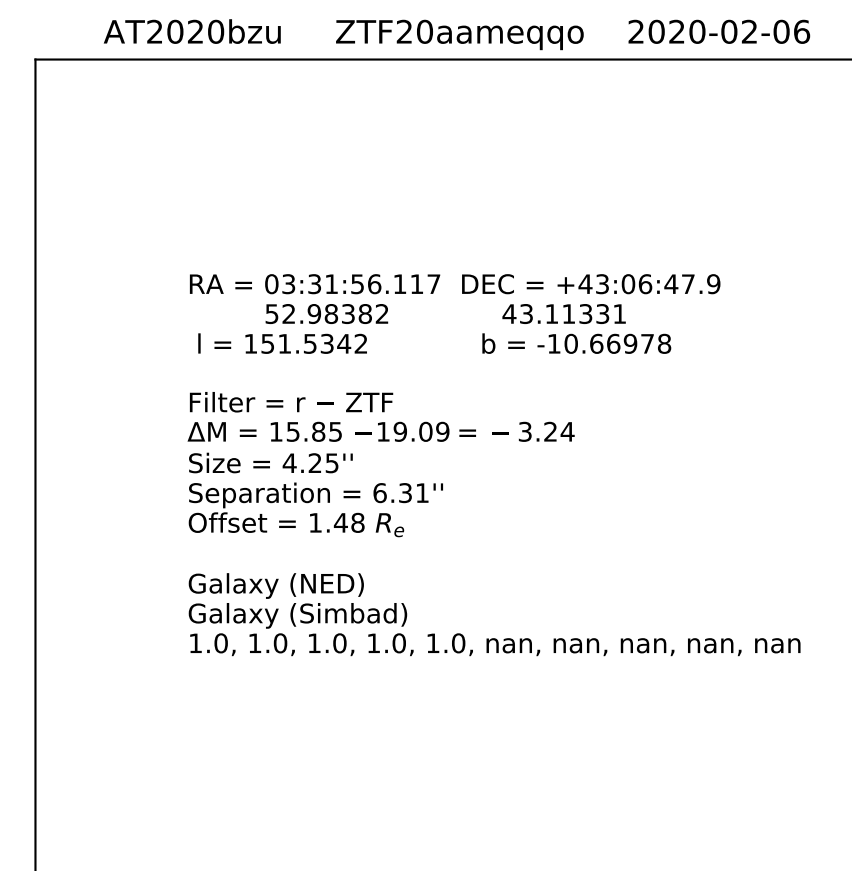 AT2020bzu ZTF20aameqqo 2020-02-06
RA = 03:31:56.117 DEC = +43:06:47.9
52.98382 43.11331
l = 151.5342 b = -10.66978
Filter = r − ZTF
ΔM = 15.85 −19.09 = − 3.24
Size = 4.25''
Separation = 6.31''
Offset = 1.48 Re
Galaxy (NED)
Galaxy (Simbad)
1.0, 1.0, 1.0, 1.0, 1.0, nan, nan, nan, nan, nan